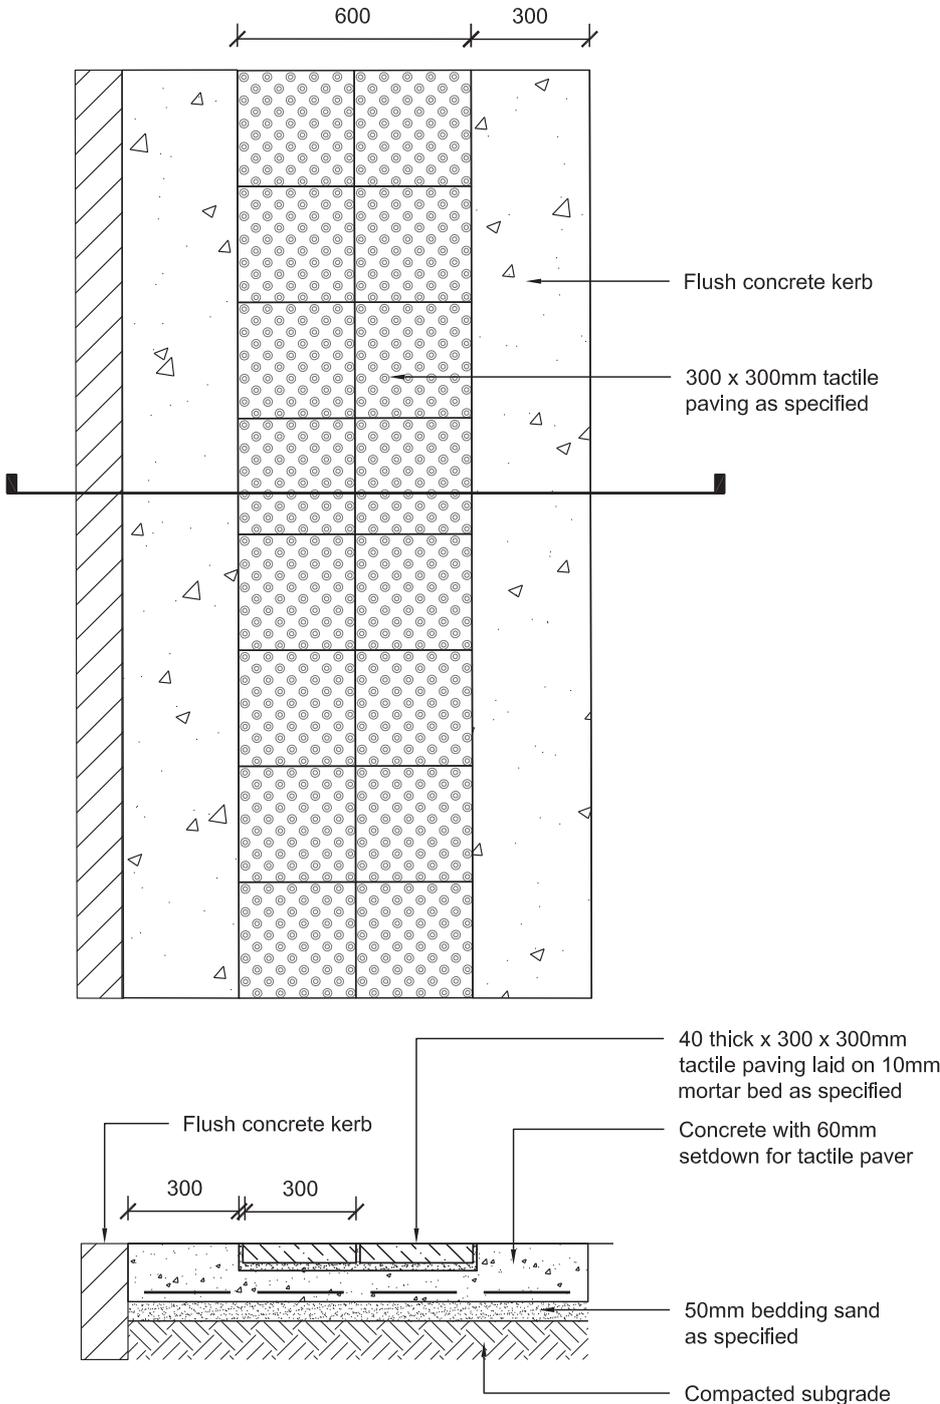 600
300
Flush concrete kerb
300 x 300mm tactile
paving as specified
40 thick x 300 x 300mm
tactile paving laid on 10mm
mortar bed as specified
Flush concrete kerb
Concrete with 60mm
setdown for tactile paver
300
300
50mm bedding sand
as specified
Compacted subgrade